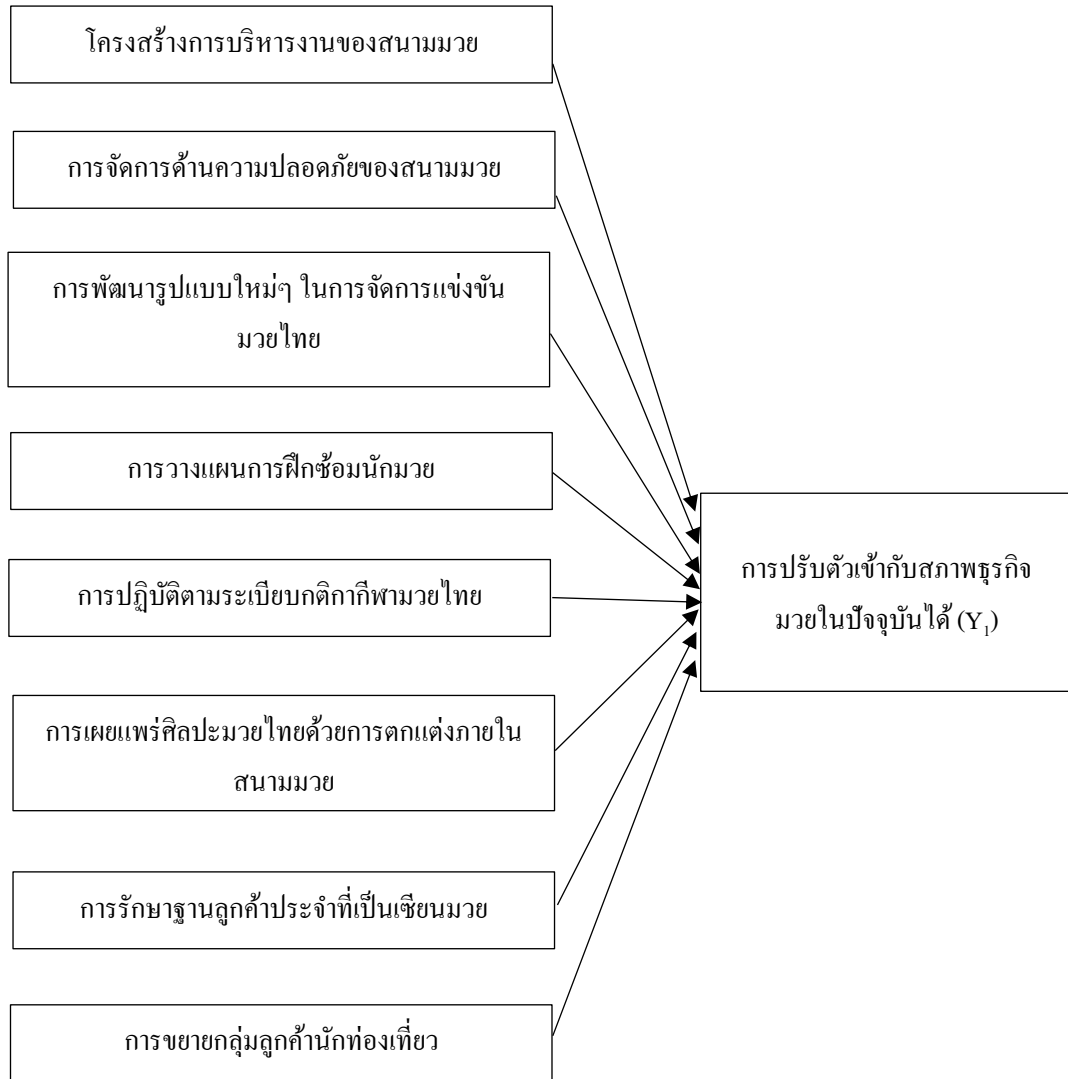 โครงสร้างการบริหารงานของสนามมวย
การจัดการด้านความปลอดภัยของสนามมวย
การพัฒนารูปแบบใหม่ๆ ในการจัดการแข่งขัน
มวยไทย
การวางแผนการฝึกซ้อมนักมวย
การปฏิบัติตามระเบียบกติกากีฬามวยไทย
การเผยแพร่ศิลปะมวยไทยด้วยการตกแต่งภายใน
สนามมวย
การรักษาฐานลูกค้าประจำที่เป็นเซียนมวย
การขยายกลุ่มลูกค้านักท่องเที่ยว
การปรับตัวเข้ากับสภาพธุรกิจ
มวยในปัจจุบันได้ (Y₁)